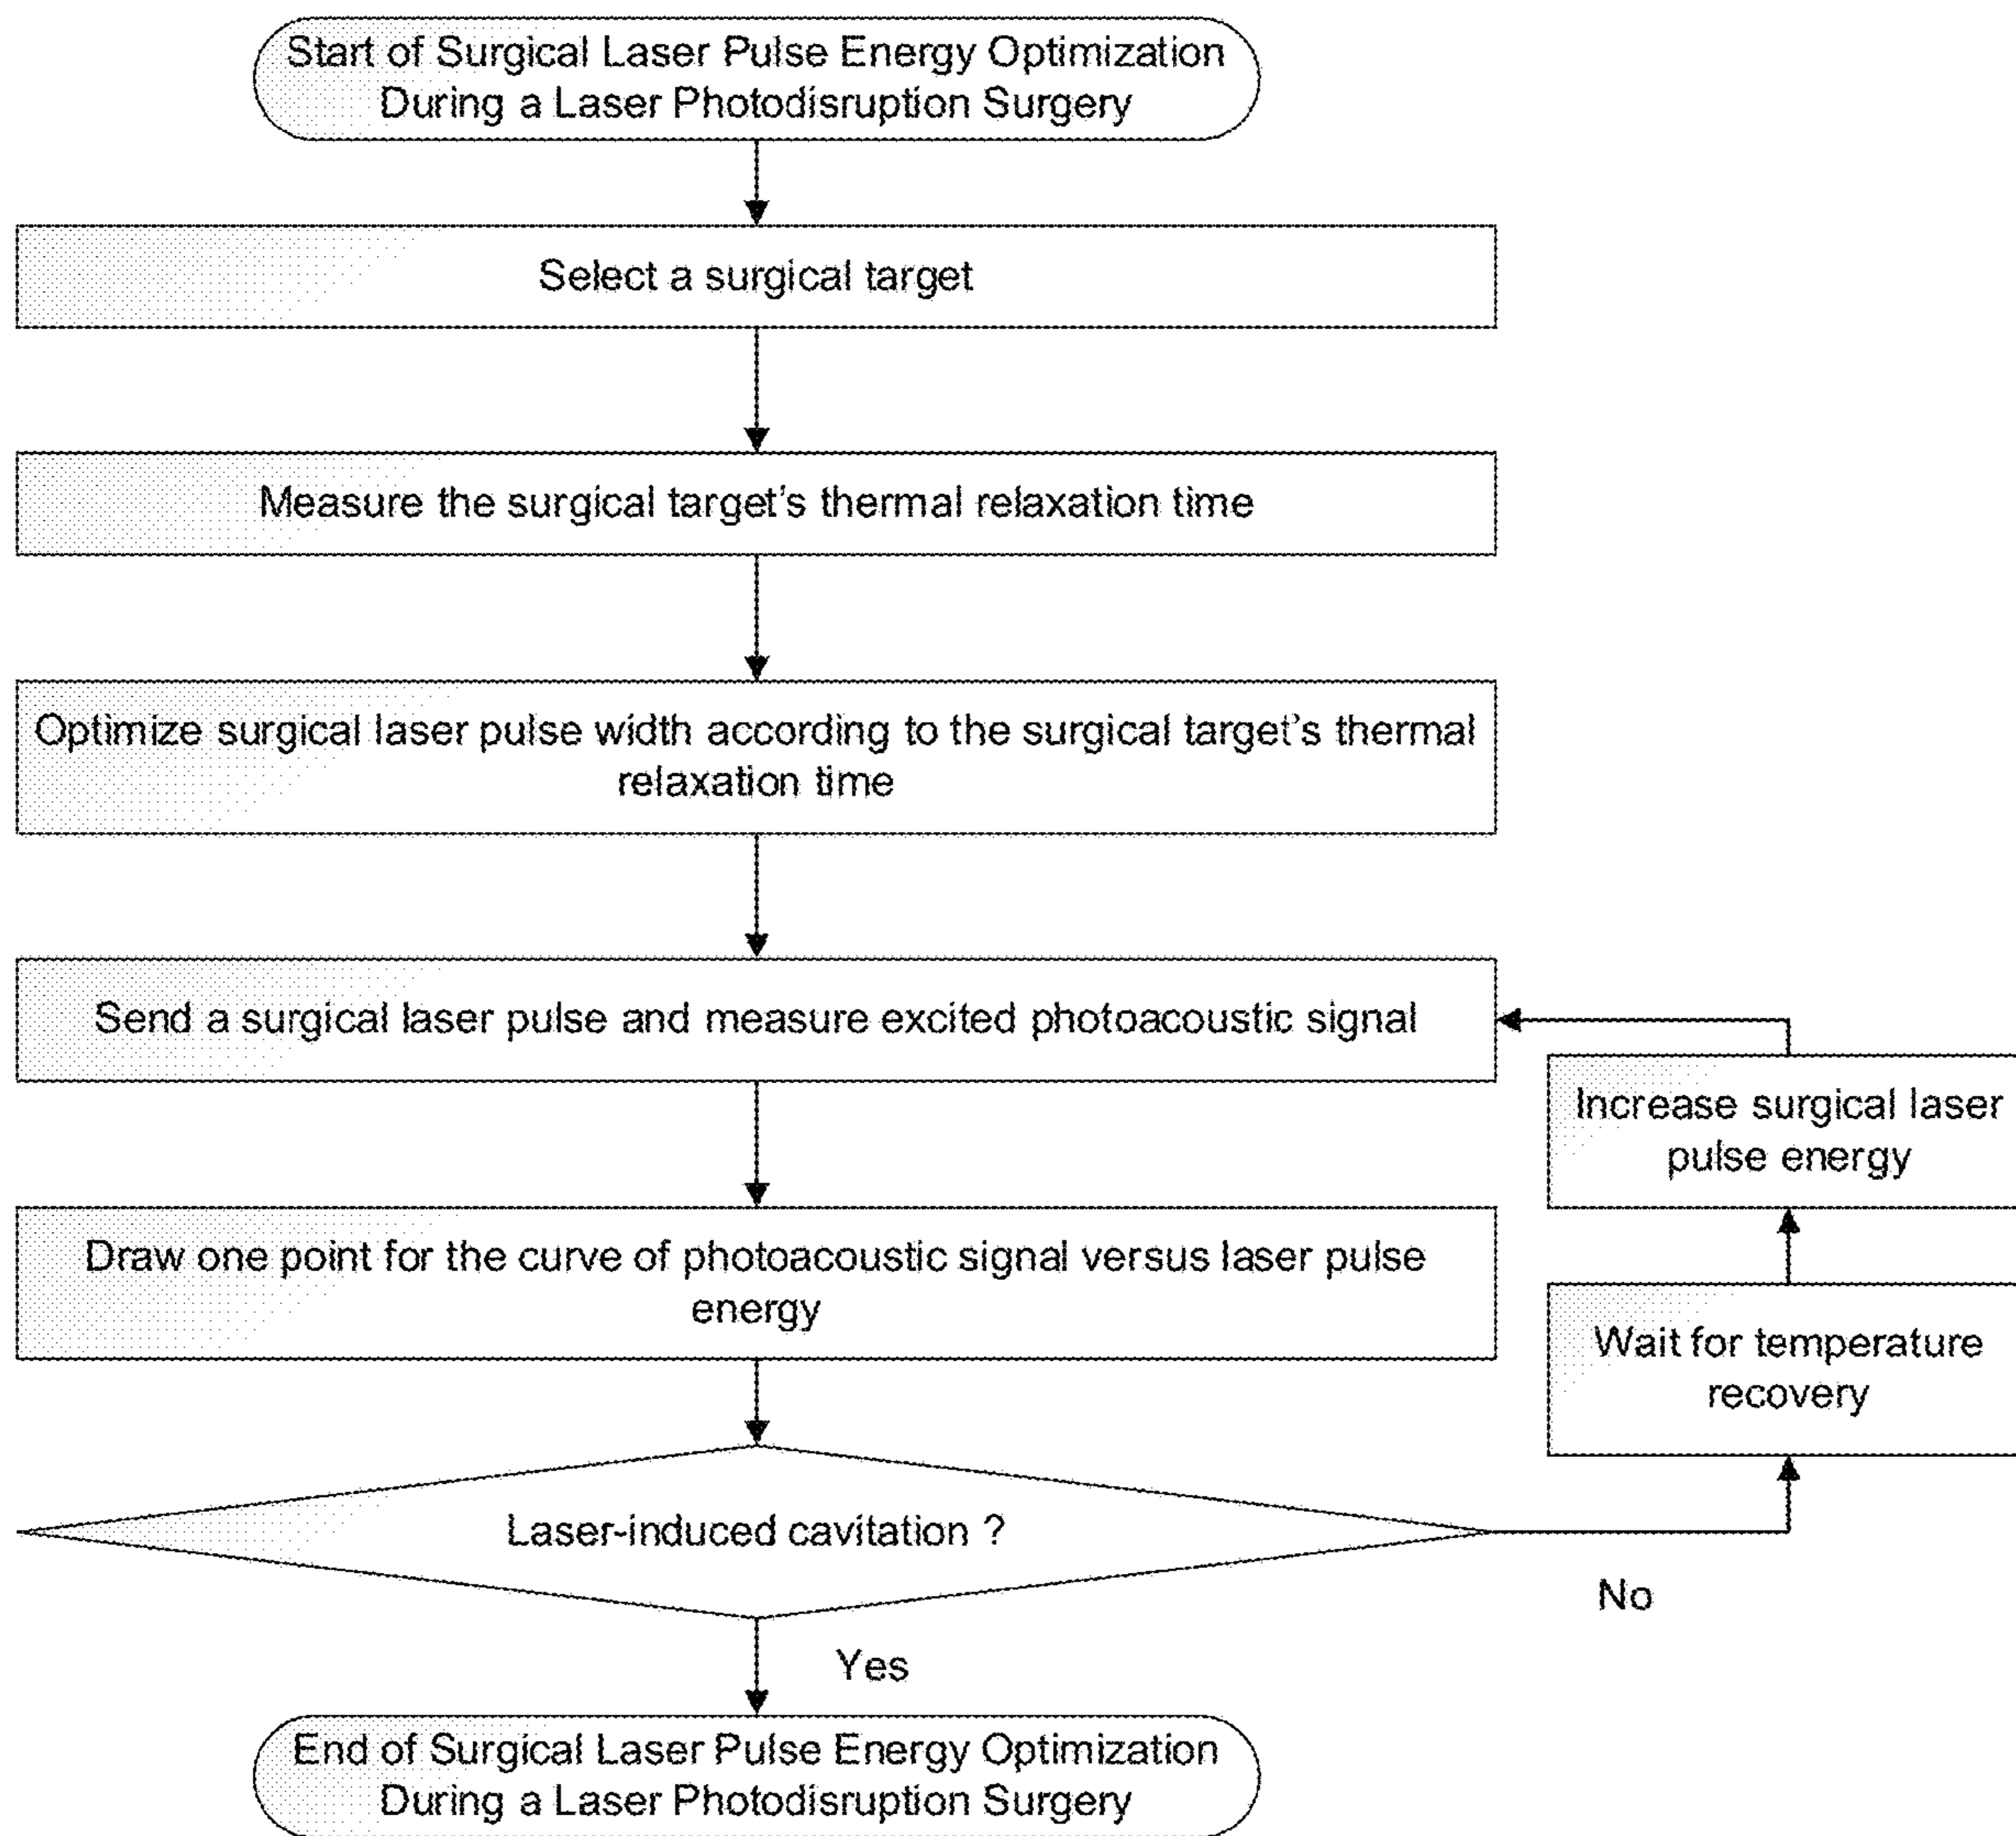 Start of Surgical Laser Pulse Energy Optimization
During a Laser Photodisruption Surgery
Select a surgical target
Measure the surgical target's thermal relaxation time
Optimize surgical laser pulse width according to the surgical target's thermal
relaxation time
Send a surgical laser pulse and measure excited photoacoustic signal
Increase surgical laser
pulse energy
Draw one point for the curve of photoacoustic signal versus laser pulse
energy
Wait for temperature
recovery
Laser-induced cavitation ?
No
Yes
End of Surgical Laser Pulse Energy Optimization
During a Laser Photodisruption Surgery